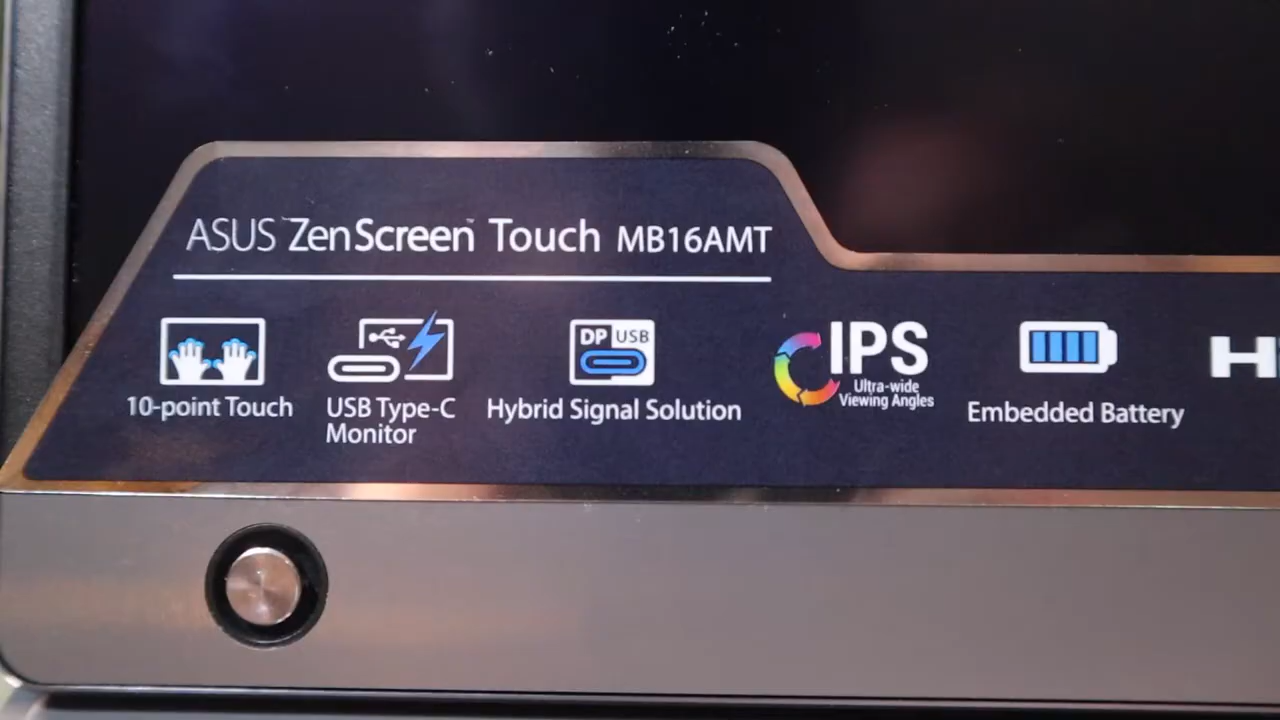 ASUS ZenScreen™ Touch MB16AMT
10-point Touch
USB Type-C
Monitor
DP USB
Hybrid Signal Solution
IPS
Ultra-wide
Viewing Angles
Embedded Battery
H